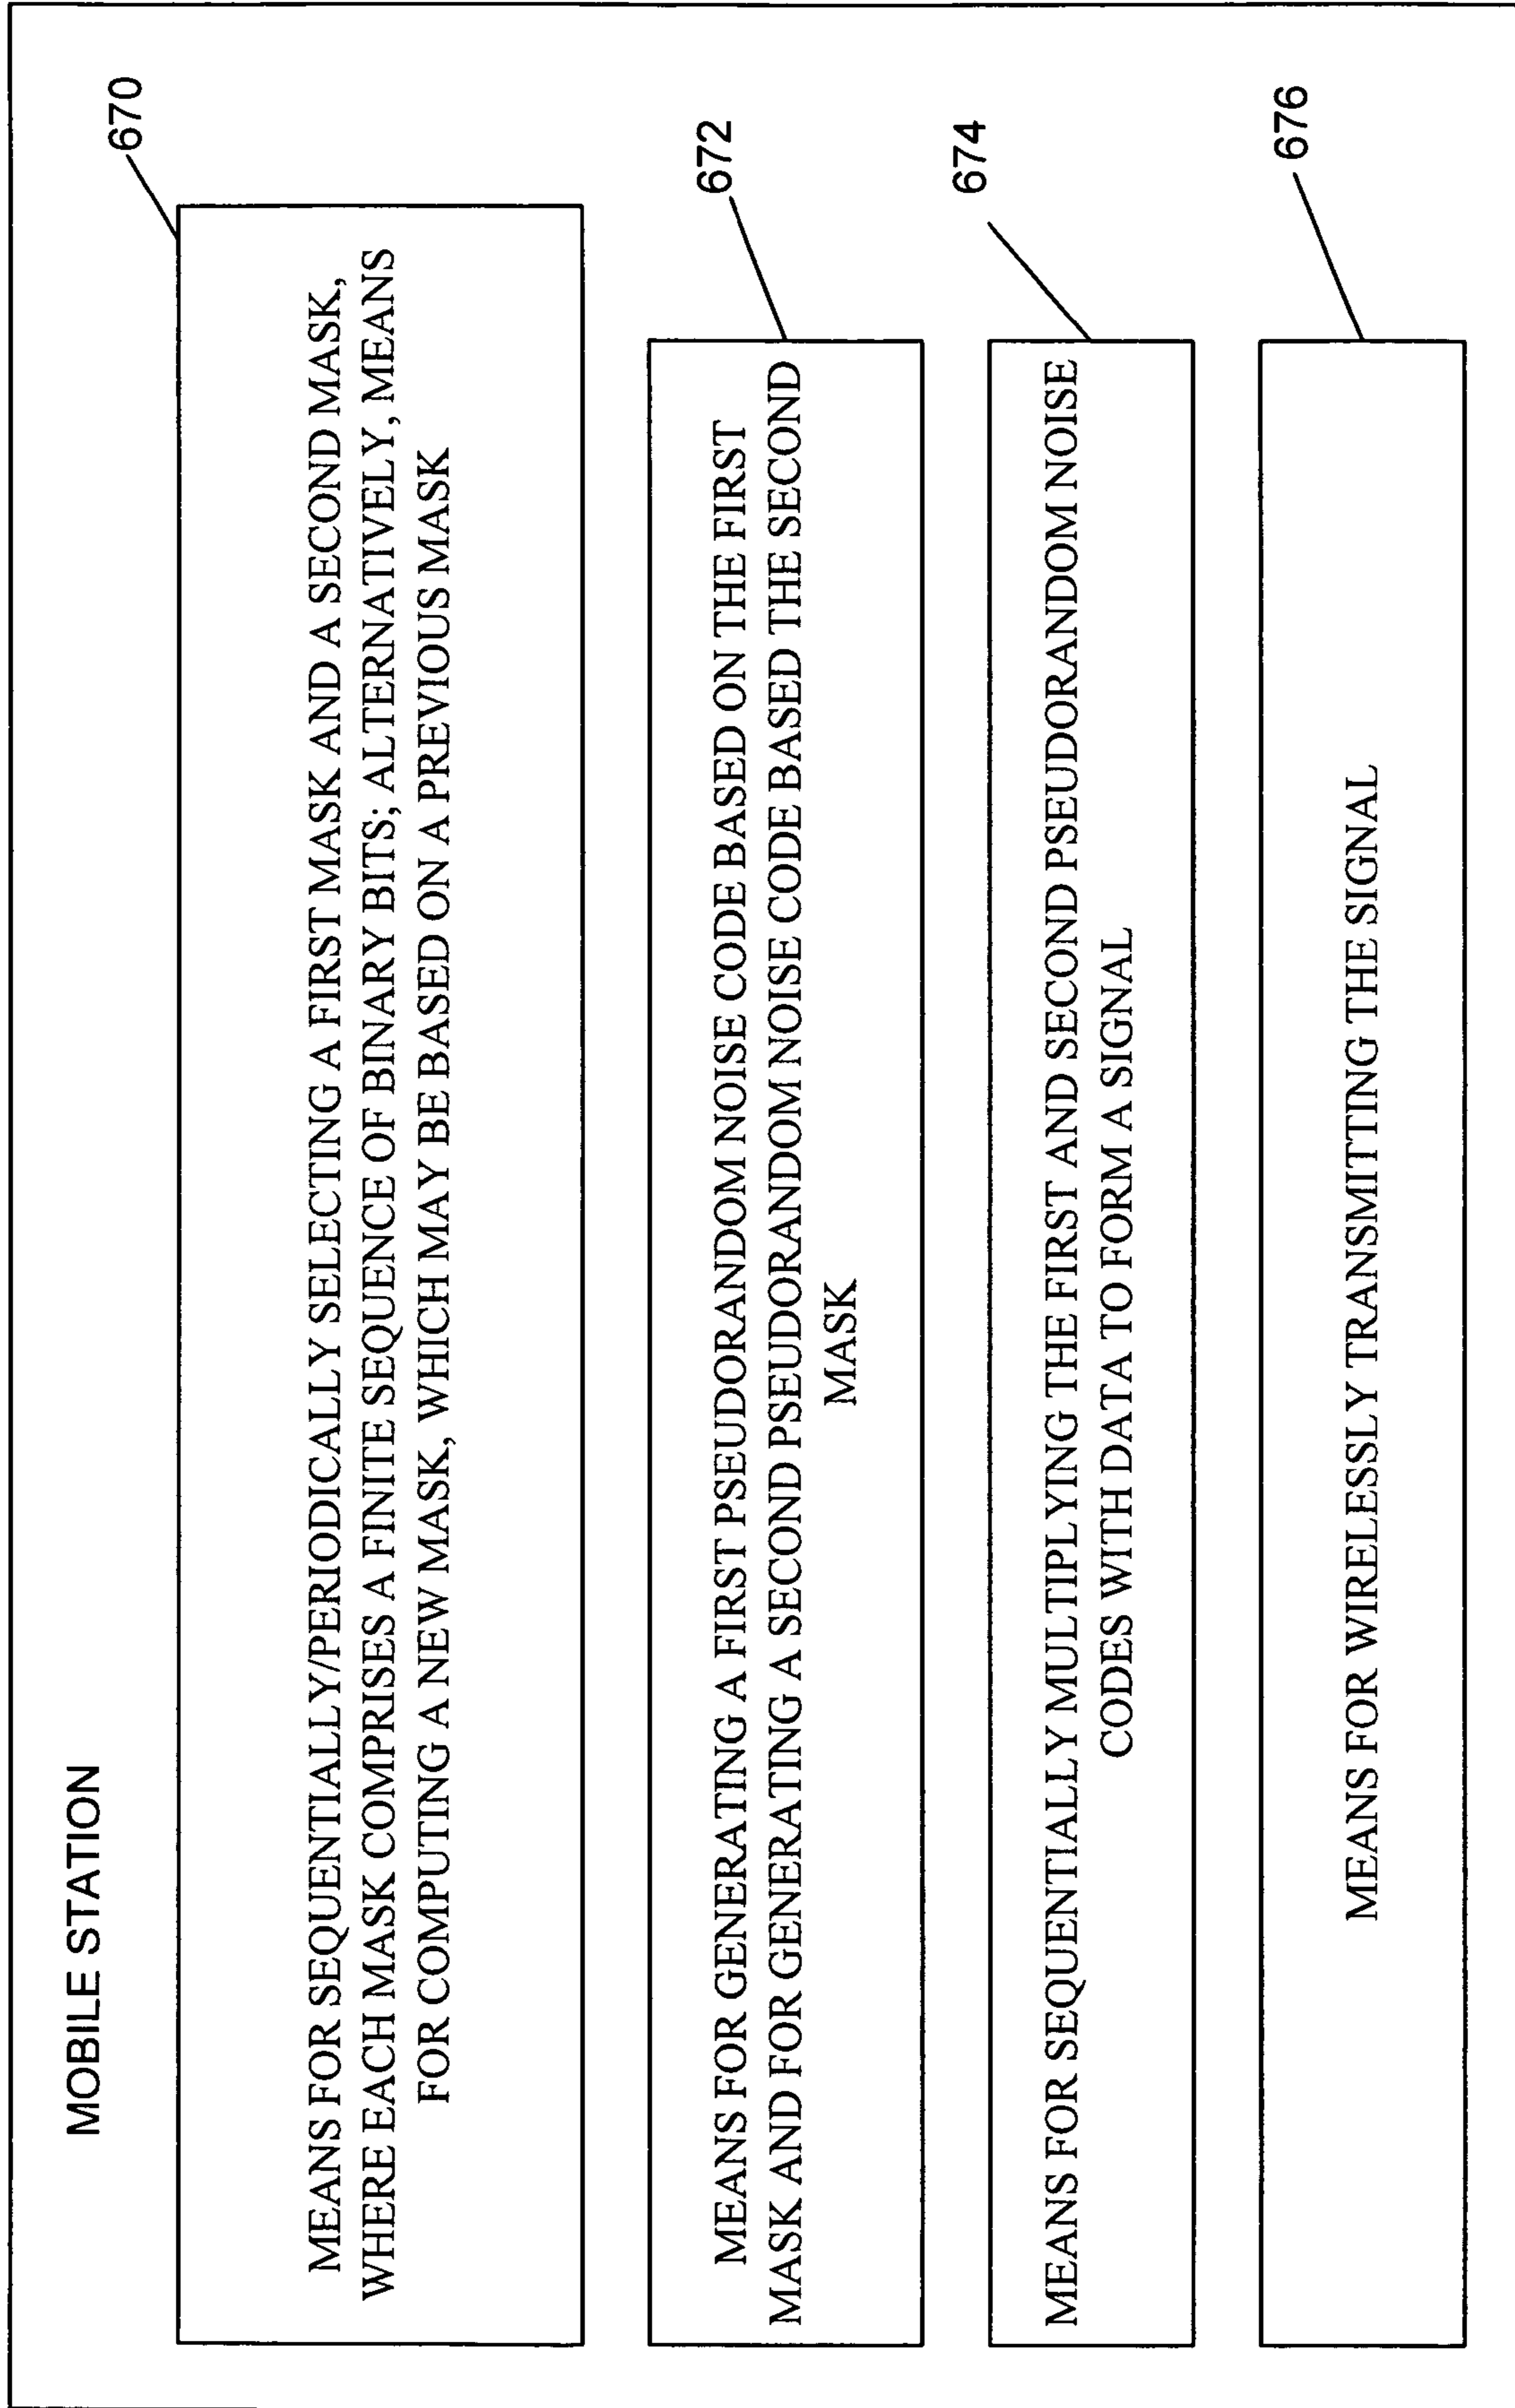 MOBILE STATION
670
MEANS FOR SEQUENTIALLY/PERIODICALLY SELECTING A FIRST MASK AND A SECOND MASK,
WHERE EACH MASK COMPRISES A FINITE SEQUENCE OF BINARY BITS; ALTERNATIVELY, MEANS
FOR COMPUTING A NEW MASK, WHICH MAY BE BASED ON A PREVIOUS MASK
672
MEANS FOR GENERATING A FIRST PSEUDORANDOM NOISE CODE BASED ON THE FIRST
MASK AND FOR GENERATING A SECOND PSEUDORANDOM NOISE CODE BASED THE SECOND
MASK
674
MEANS FOR SEQUENTIALLY MULTIPLYING THE FIRST AND SECOND PSEUDORANDOM NOISE
CODES WITH DATA TO FORM A SIGNAL
676
MEANS FOR WIRELESSLY TRANSMITTING THE SIGNAL